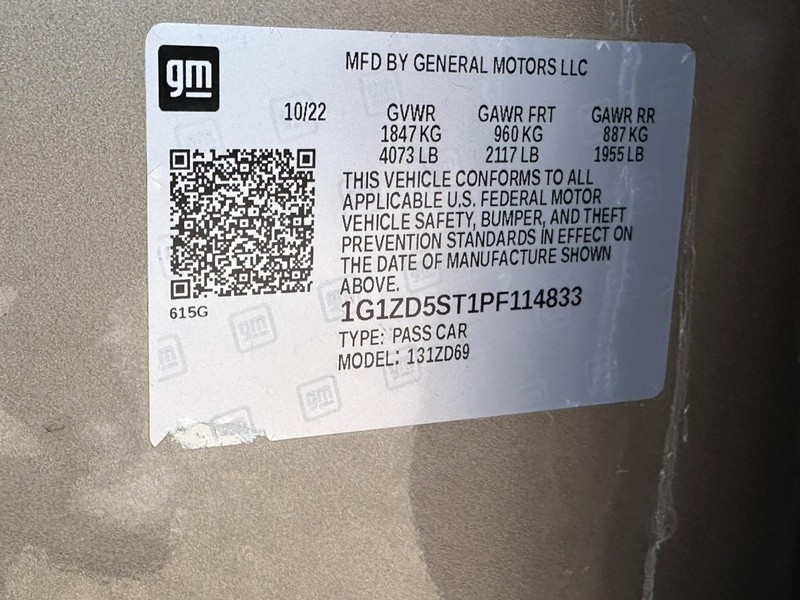 gm
MFD BY GENERAL MOTORS LLC
10/22 GVWR GAWR FRT GAWR RR
1847 KG 960 KG 887 KG
4073 LB 2117 LB 1955 LB
THIS VEHICLE CONFORMS TO ALL
APPLICABLE U.S. FEDERAL MOTOR
VEHICLE SAFETY, BUMPER, AND THEFT
PREVENTION STANDARDS IN EFFECT ON
THE DATE OF MANUFACTURE SHOWN
ABOVE.
615G
1G1ZD5ST1PF114833
TYPE: PASS CAR
MODEL: 131ZD69